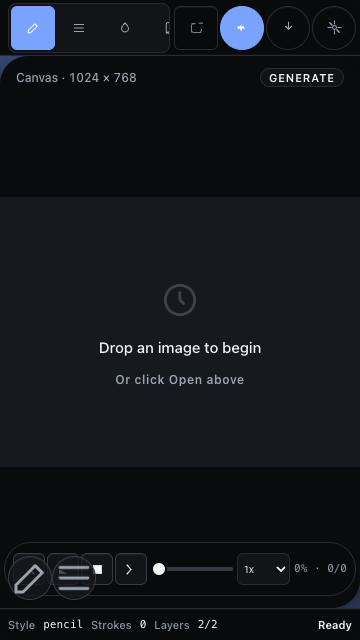 Canvas · 1024 × 768
GENERATE
Drop an image to begin
Or click Open above
1x
0% · 0/0
Style pencil Strokes 0 Layers 2/2 Ready